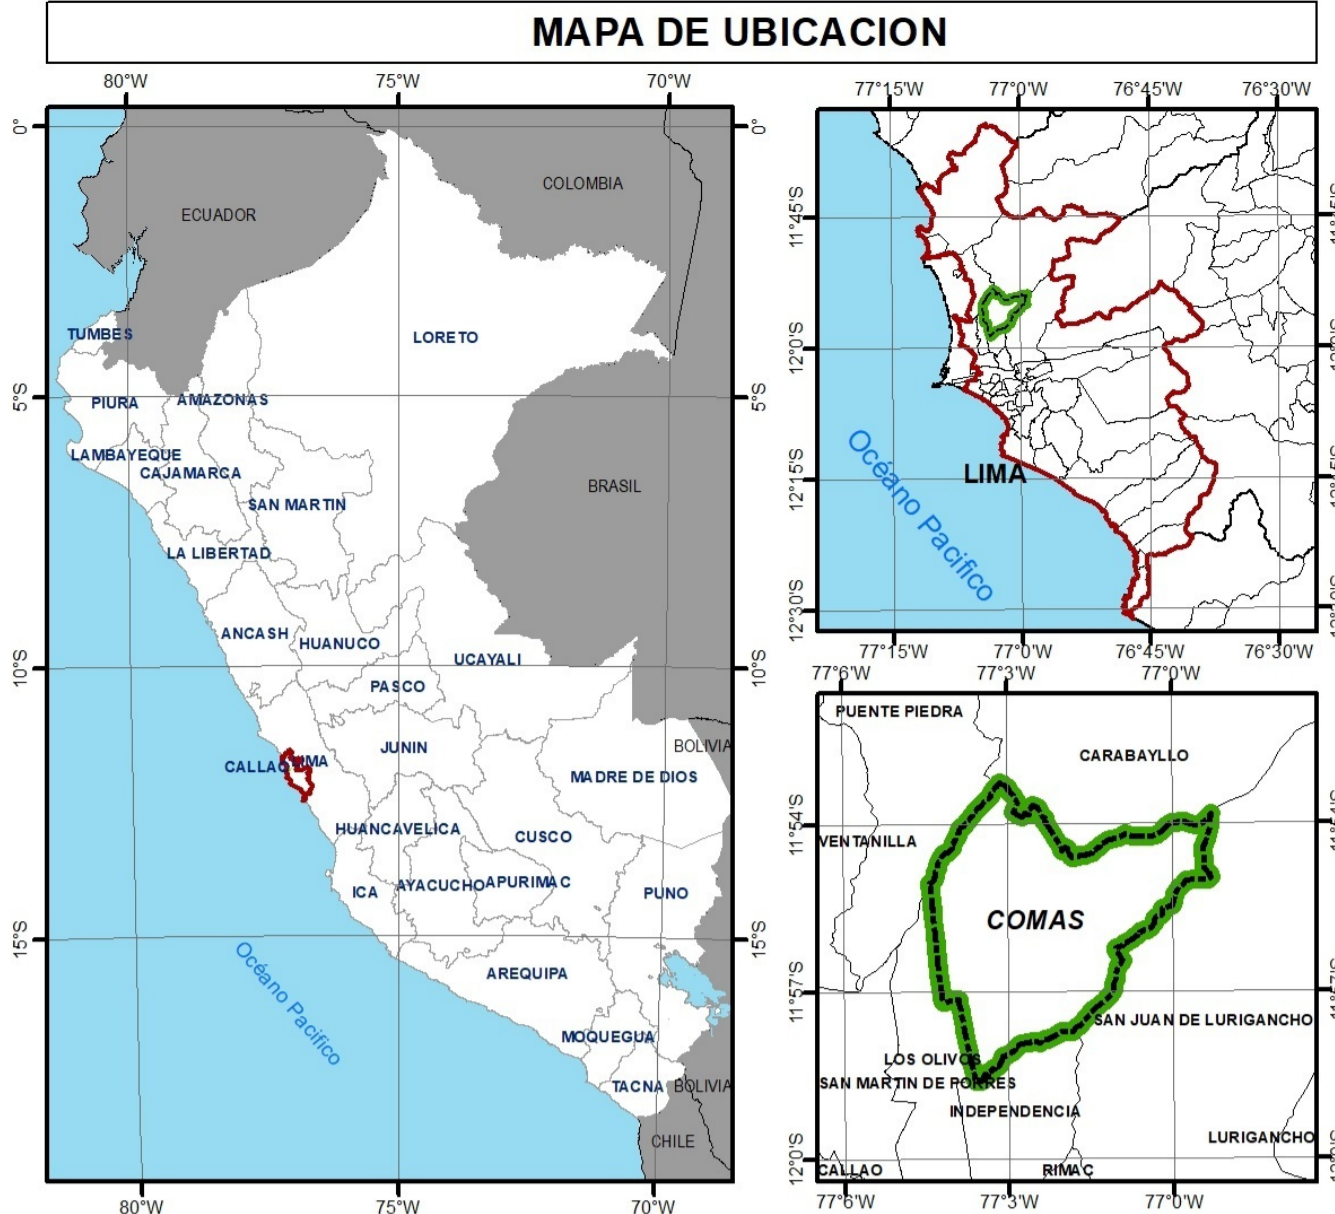 MAPA DE UBICACION
80°W 75°W 70°W
0° 0°
COLOMBIA
ECUADOR
TUMBES
LORETO
5°S 5°S
PIURA
AMAZONAS
LAMBAYEQUE
CAJAMARCA
BRASIL
SAN MARTIN
LA LIBERTAD
ANCASH
HUANUCO
UCAYALI
10°S 10°S
PASCO
JUNIN
BOLIVIA
CALLAO
MADRE DE DIOS
HUANCAVELICA
CUSCO
ICA
AYACUCHO
APURIMAC
PUNO
15°S 15°S
Océano Pacifico
AREQUIPA
MOQUEGUA
TACNA
BOLIVIA
CHILE
80°W 75°W 70°W
77°15'W 77°0'W 76°45'W 76°30'W
11°45'S
12°0'S
12°15'S
12°30'S
Océano Pacifico
LIMA
77°15'W 77°0'W 76°45'W 76°30'W
77°6'W 77°3'W 77°0'W
PUENTE PIEDRA
CARABAYLLO
11°54'S
VENTANILLA
COMAS
11°57'S
SAN JUAN DE LURIGANCHO
LOS OLIVOS
SAN MARTIN DE PORRES
INDEPENDENCIA
LURIGANCHO
12°0'S
CALLAO
RIMAC
77°6'W 77°3'W 77°0'W